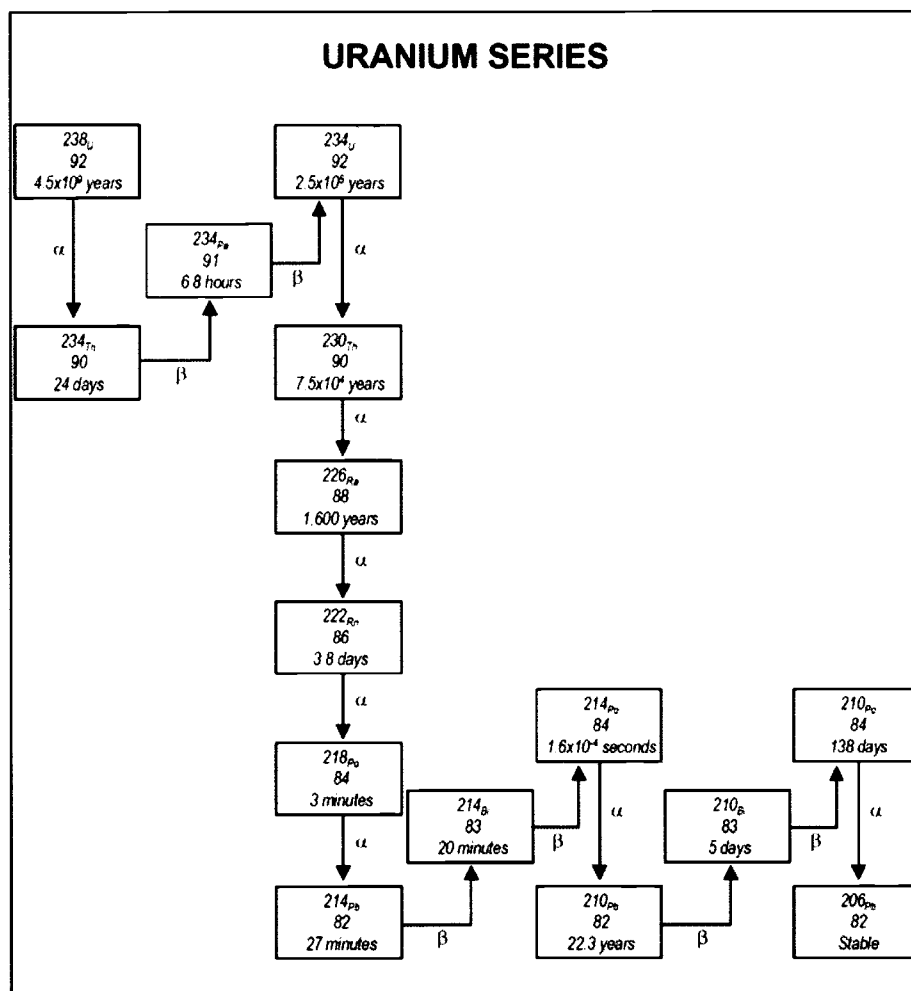 URANIUM SERIES
238U
92
4.5x10⁹ years
α
234Th
90
24 days
β
234Pa
91
6.8 hours
β
234U
92
2.5x10⁵ years
α
230Th
90
7.5x10⁴ years
α
226Ra
88
1,600 years
α
222Rn
86
3.8 days
α
218Po
84
3 minutes
α
214Pb
82
27 minutes
β
214Bi
83
20 minutes
β
214Po
84
1.6x10⁻⁴ seconds
α
210Pb
82
22.3 years
β
210Bi
83
5 days
β
210Po
84
138 days
α
206Pb
82
Stable